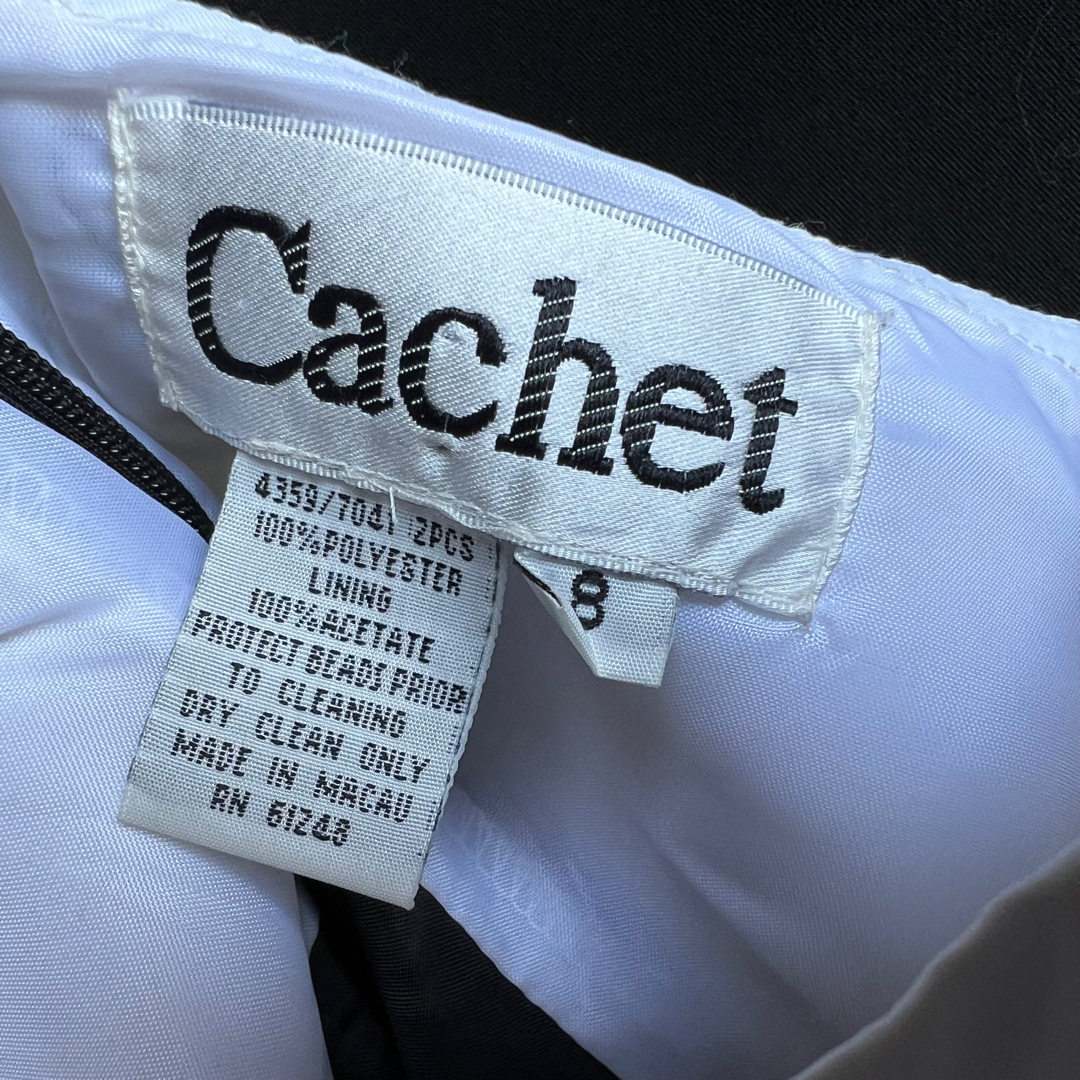 Cachet
8
4359/7041 2PCS
100%POLYESTER
LINING
100%ACETATE
PROTECT BEADS PRIOR
TO CLEANING
DRY CLEAN ONLY
MADE IN MACAU
RN 61248